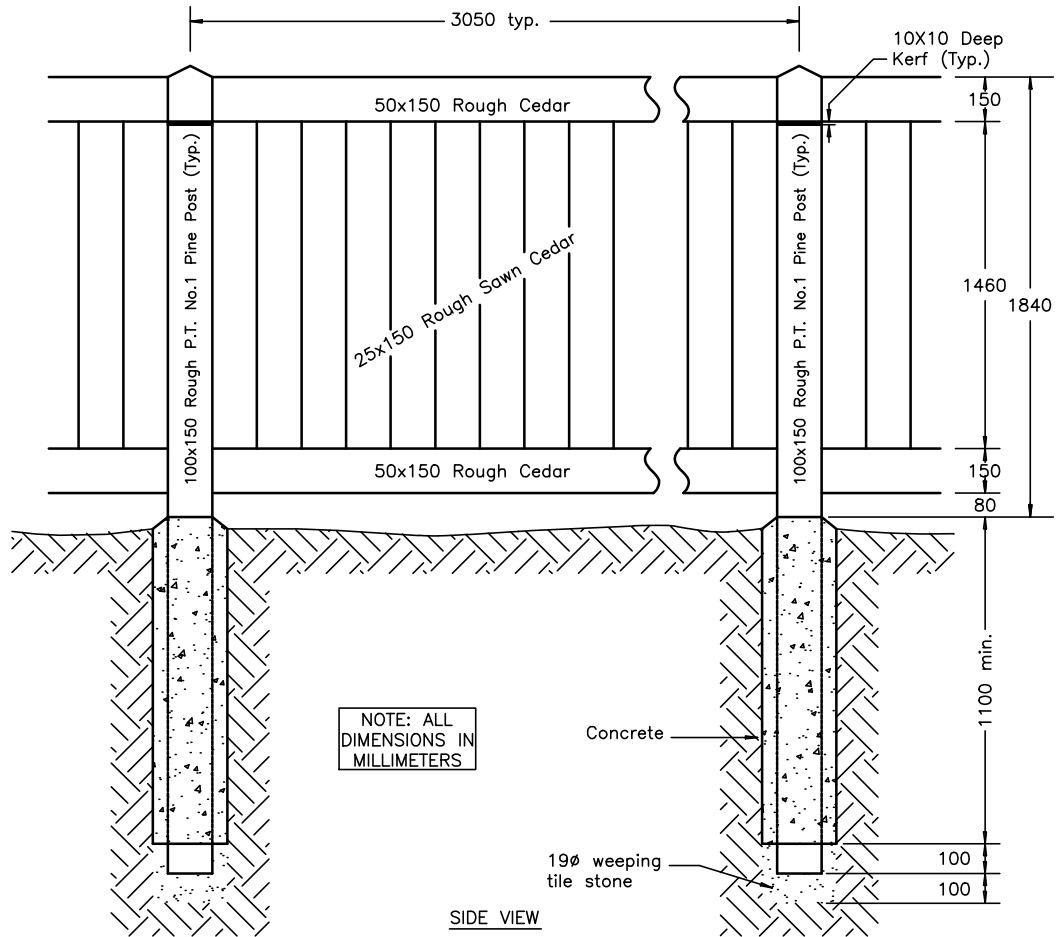 3050 typ.
10X10 Deep
Kerf (Typ.)
50x150 Rough Cedar
150
100x150 Rough P.T. No.1 Pine Post (Typ.)
25x150 Rough Sawn Cedar
100x150 Rough P.T. No.1 Pine Post (Typ.)
1460
1840
50x150 Rough Cedar
150
80
1100 min.
NOTE: ALL
DIMENSIONS IN
MILLIMETERS
Concrete
19ø weeping
tile stone
100
100
SIDE VIEW